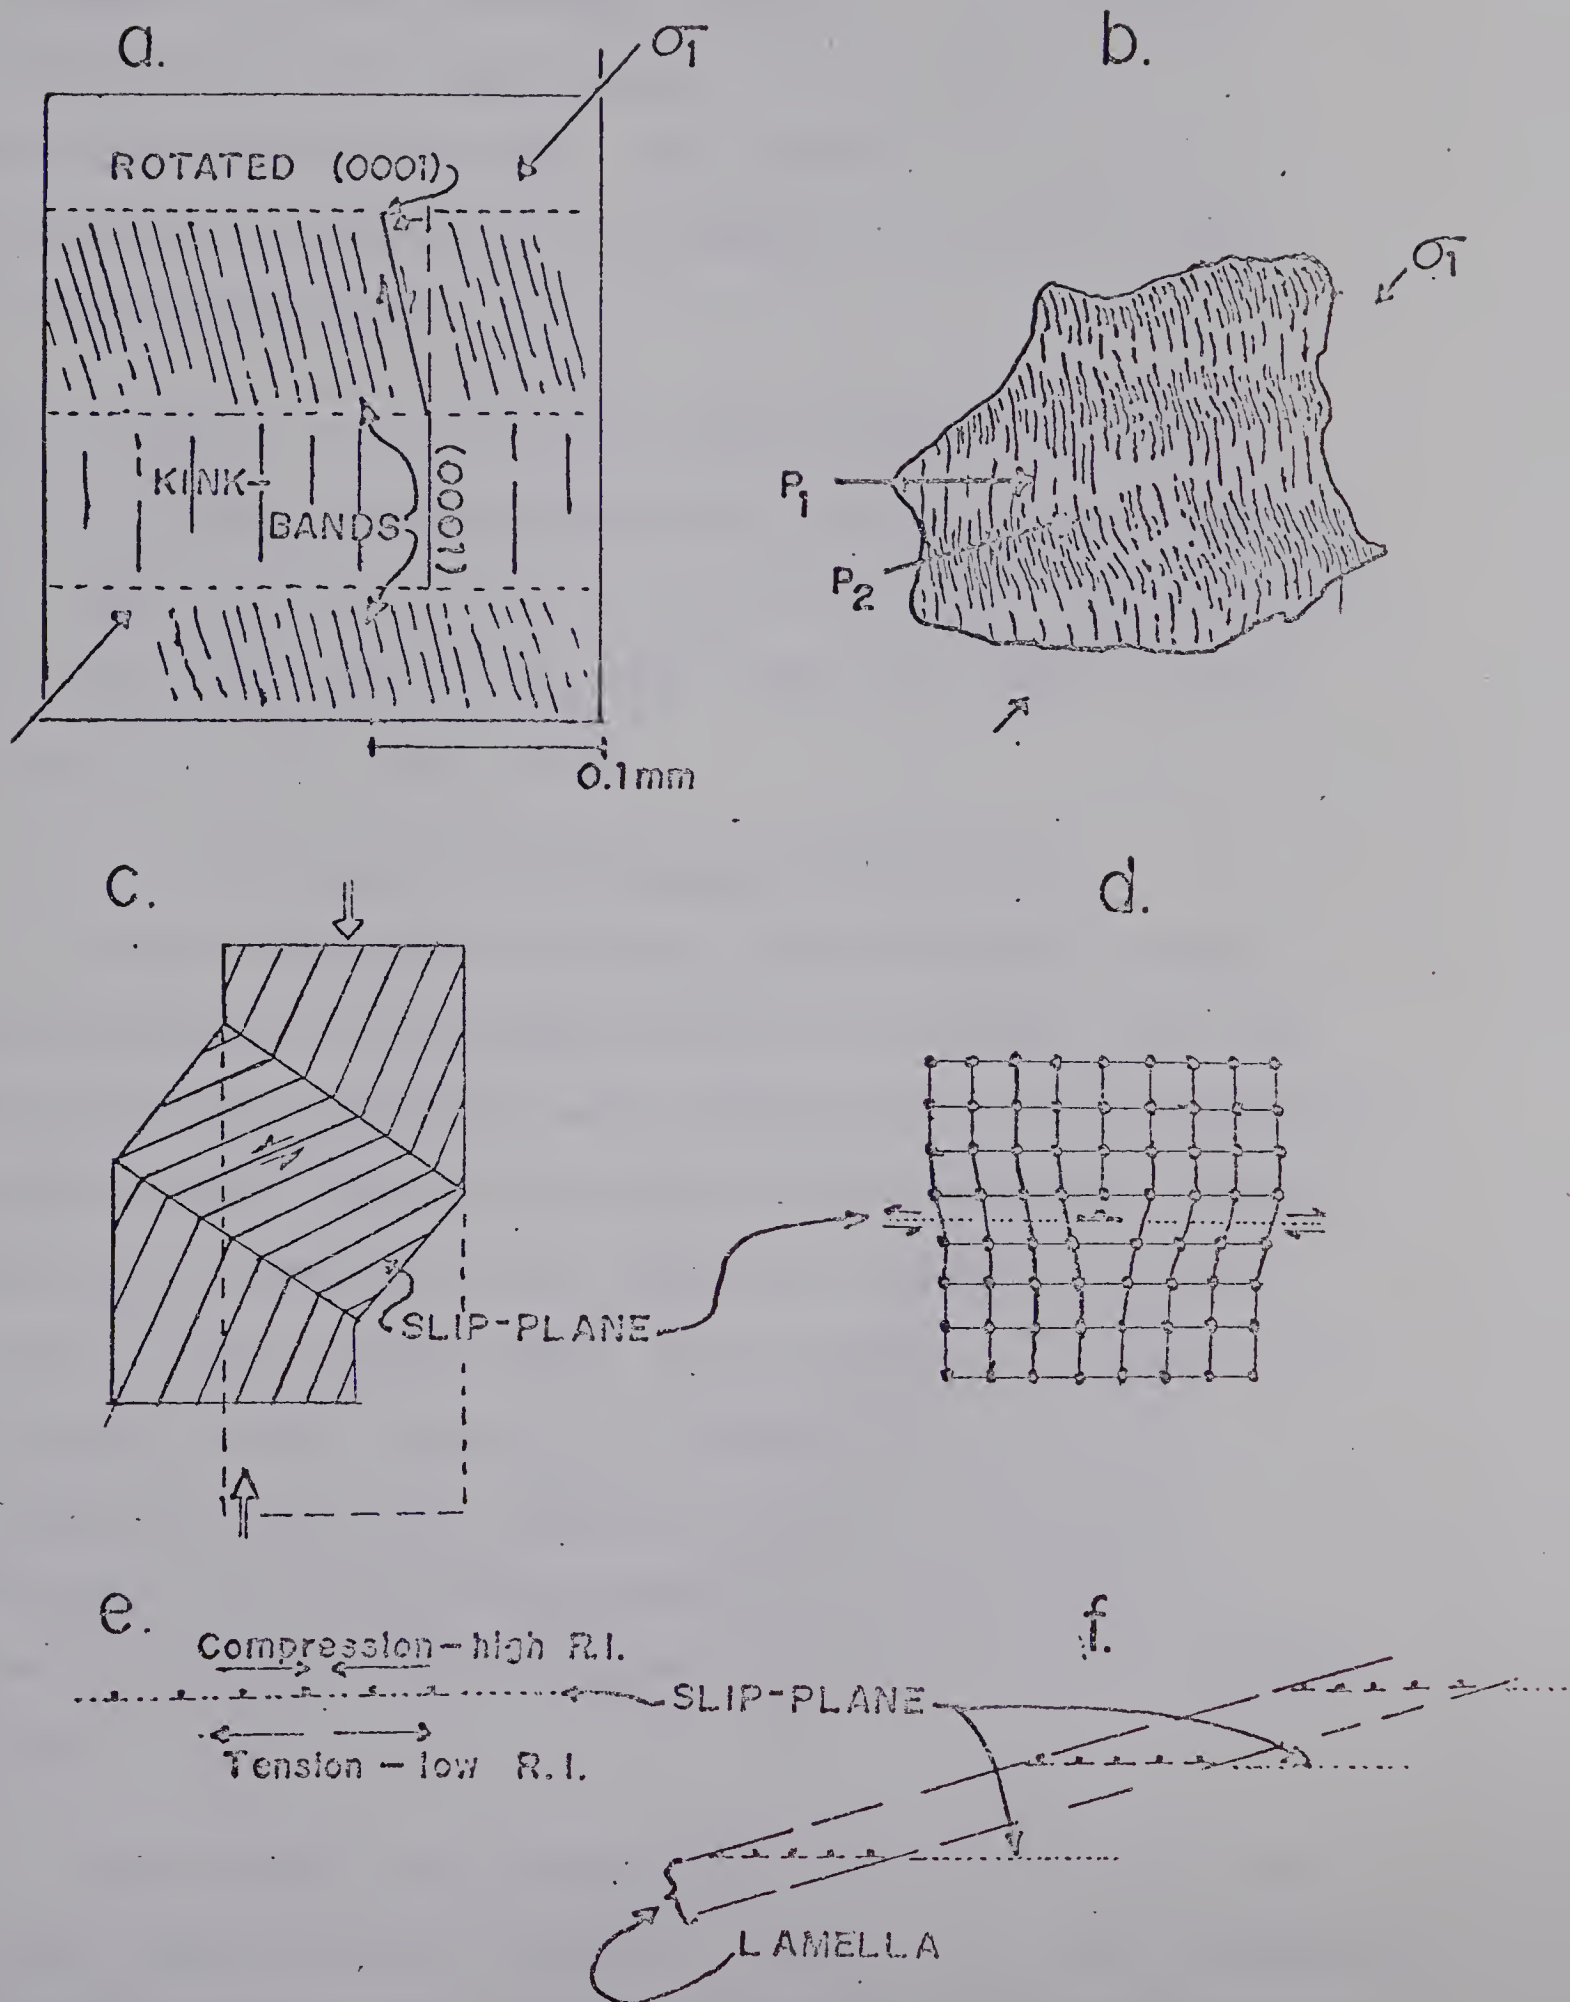 a.
σ1
ROTATED (0001)
KINK-
BANDS
(0001)
0.1mm
b.
σ1
P1
P2
c.
SLIP-PLANE
d.
e.
Compression - high R.I.
SLIP-PLANE
Tension - low R.I.
f.
LAMELLA